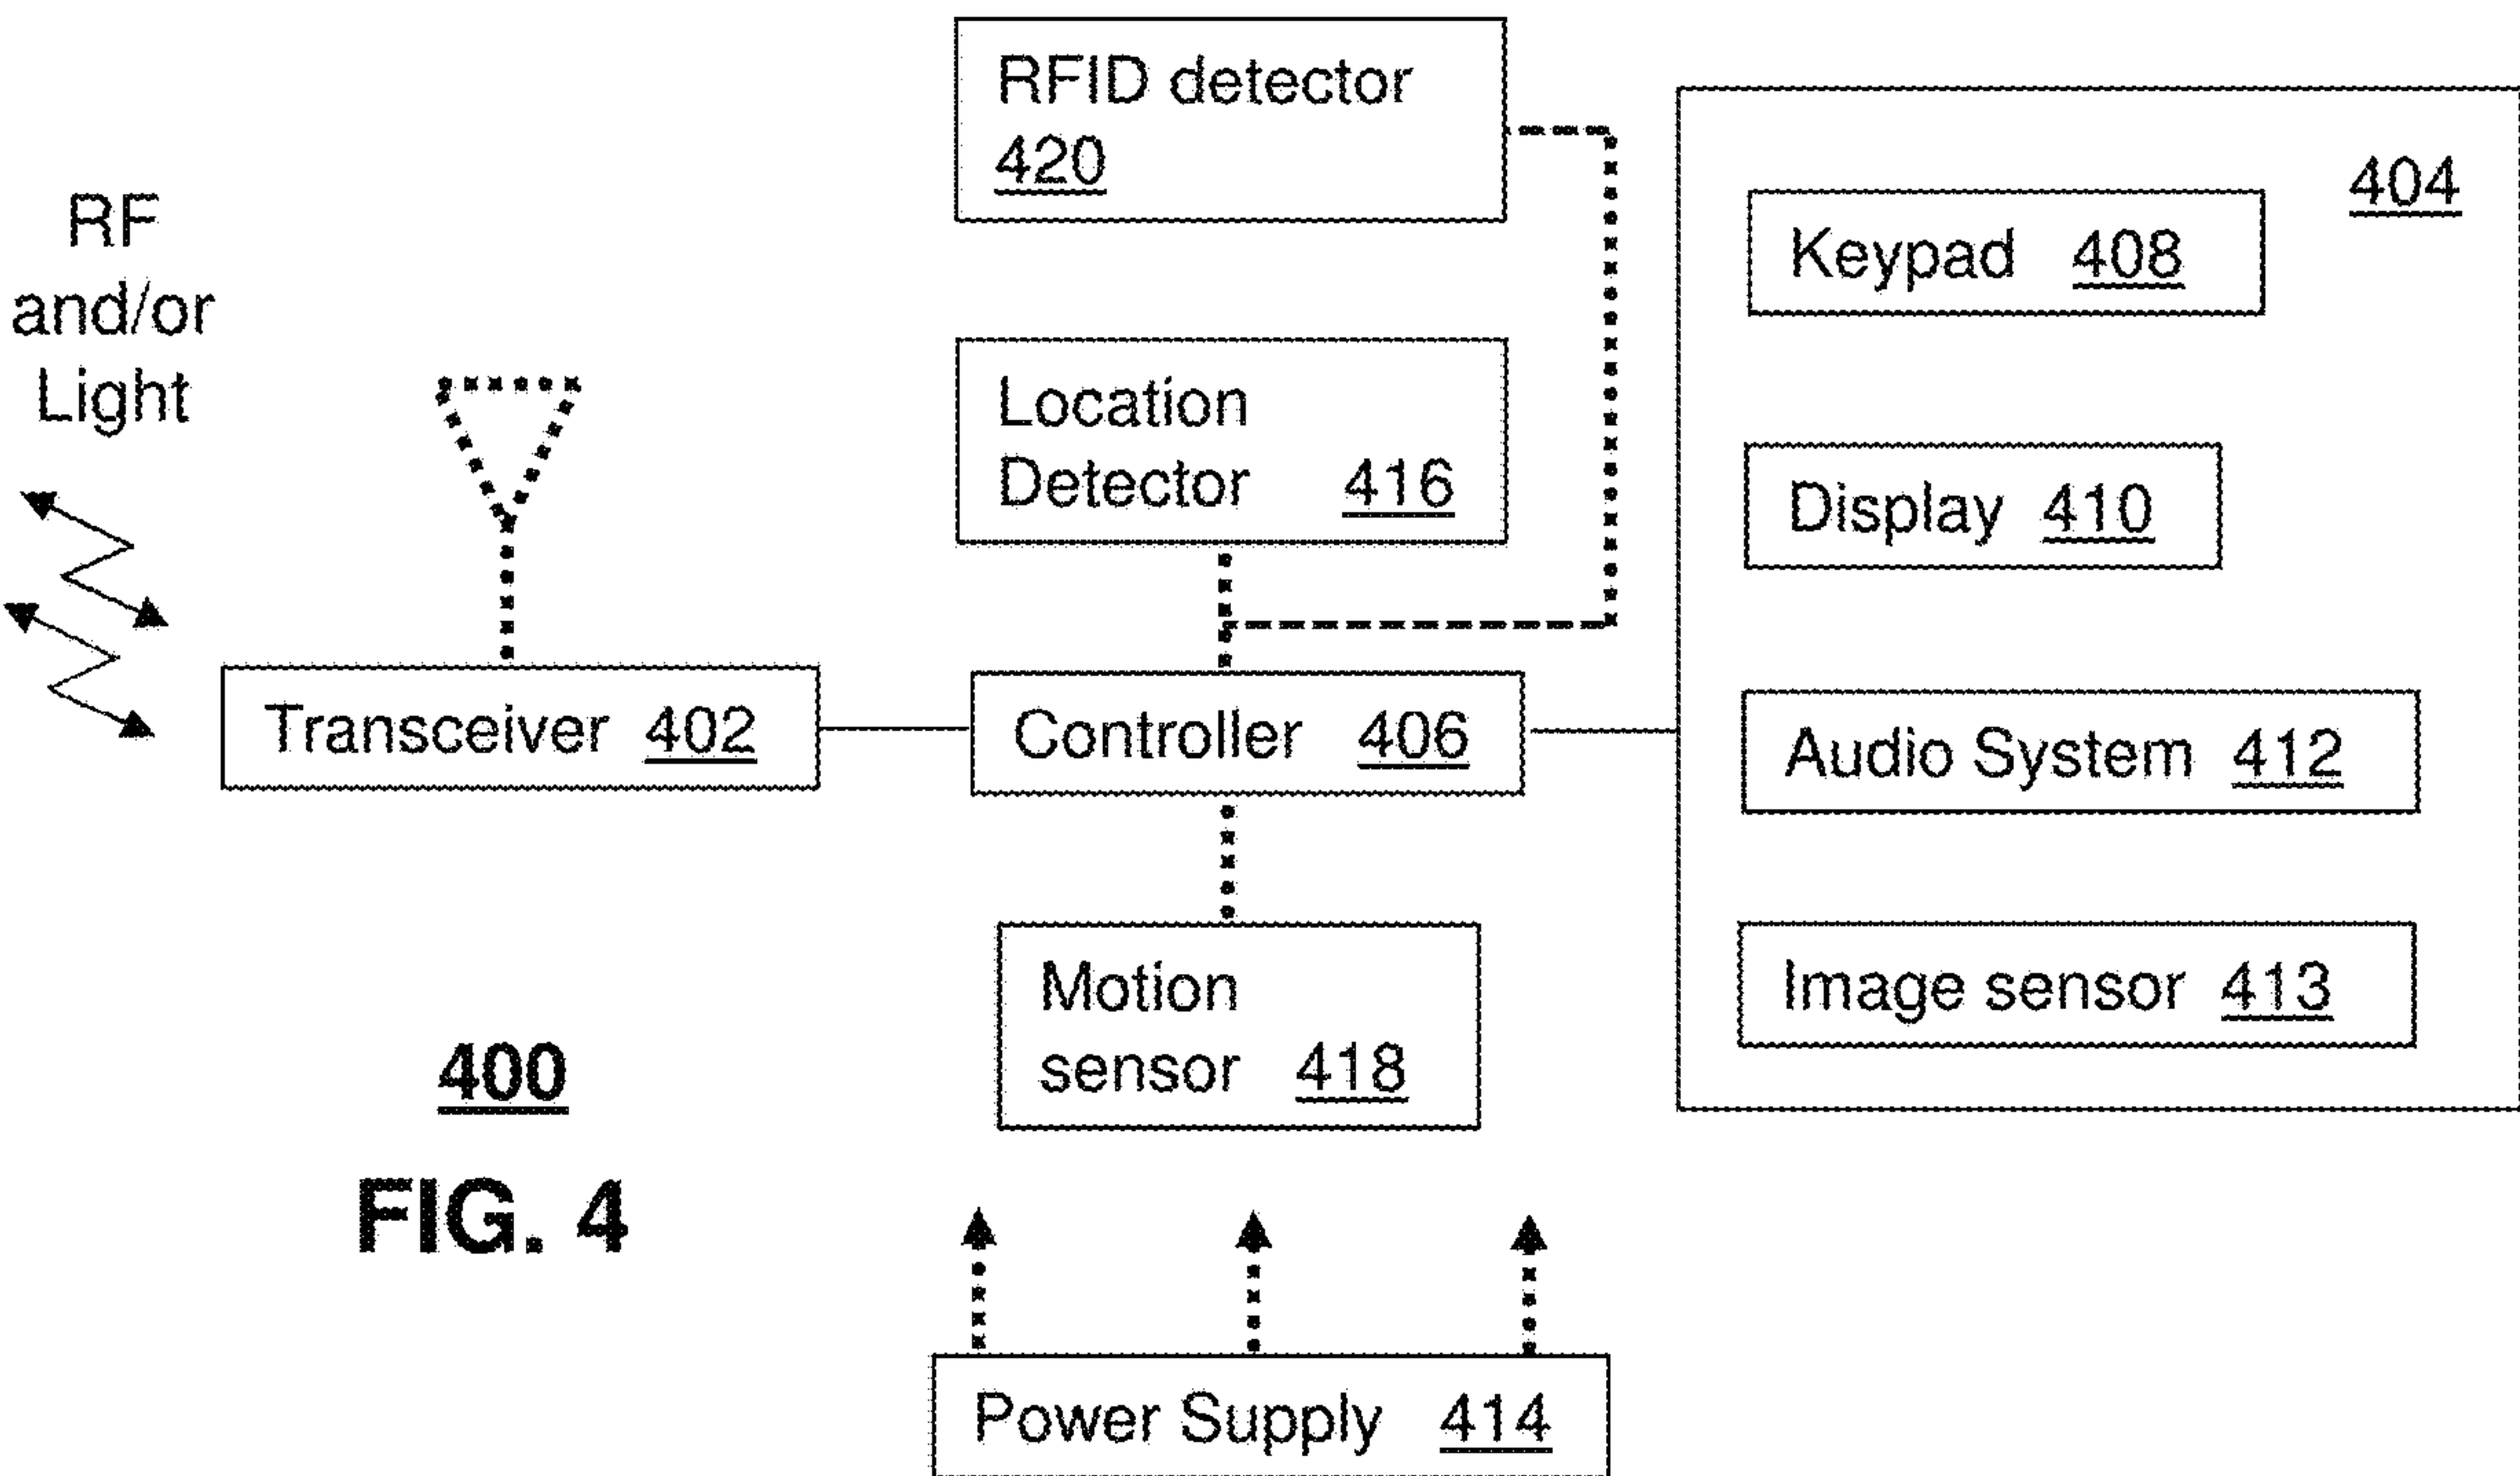 RFID detector
420
RF
and/or
Light
404
Keypad 408
Location
Detector 416
Display 410
Transceiver 402
Controller 406
Audio System 412
Motion
sensor 418
Image sensor 413
400
FIG. 4
Power Supply 414